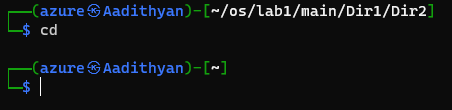 ┌──(azure㉿Aadithyan)-[~/os/lab1/main/Dir1/Dir2]
└─$ cd
┌──(azure㉿Aadithyan)-[~]
└─$